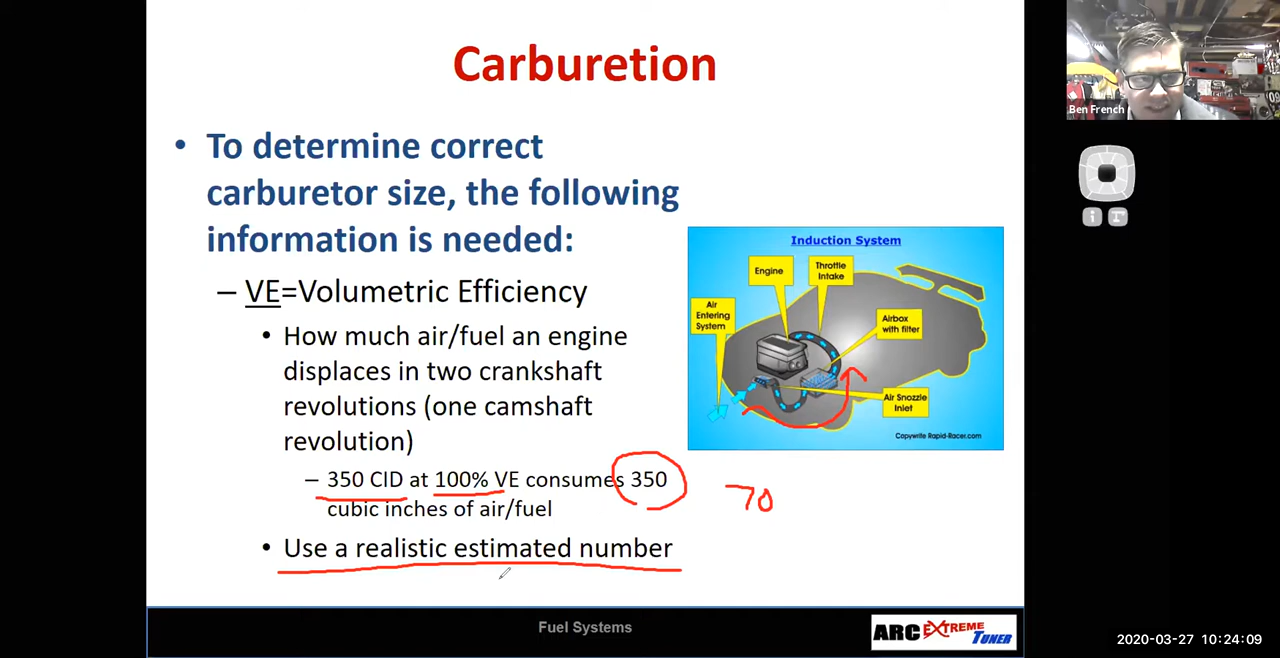 Carburetion
• To determine correct
carburetor size, the following
information is needed:
– VE=Volumetric Efficiency
• How much air/fuel an engine
displaces in two crankshaft
revolutions (one camshaft
revolution)
– 350 CID at 100% VE consumes 350
cubic inches of air/fuel
• Use a realistic estimated number
70
Induction System
Engine
Throttle
Intake
Air
Entering
System
Airbox
with filter
Air Snozzle
Inlet
Copywrite Rapid-Racer.com
Fuel Systems
ARC EXTREME
TUNER
Ben French
2020-03-27 10:24:09